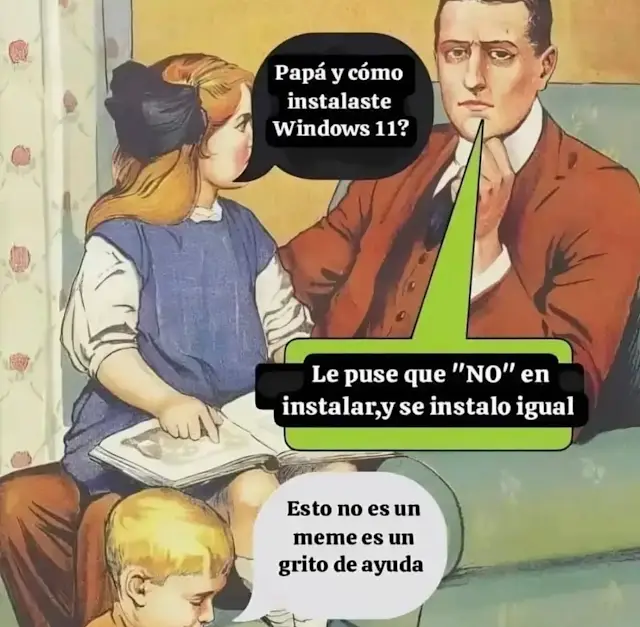 Papá y cómo
instalaste
Windows 11?
Le puse que "NO" en
instalar,y se instalo igual
Esto no es un
meme es un
grito de ayuda